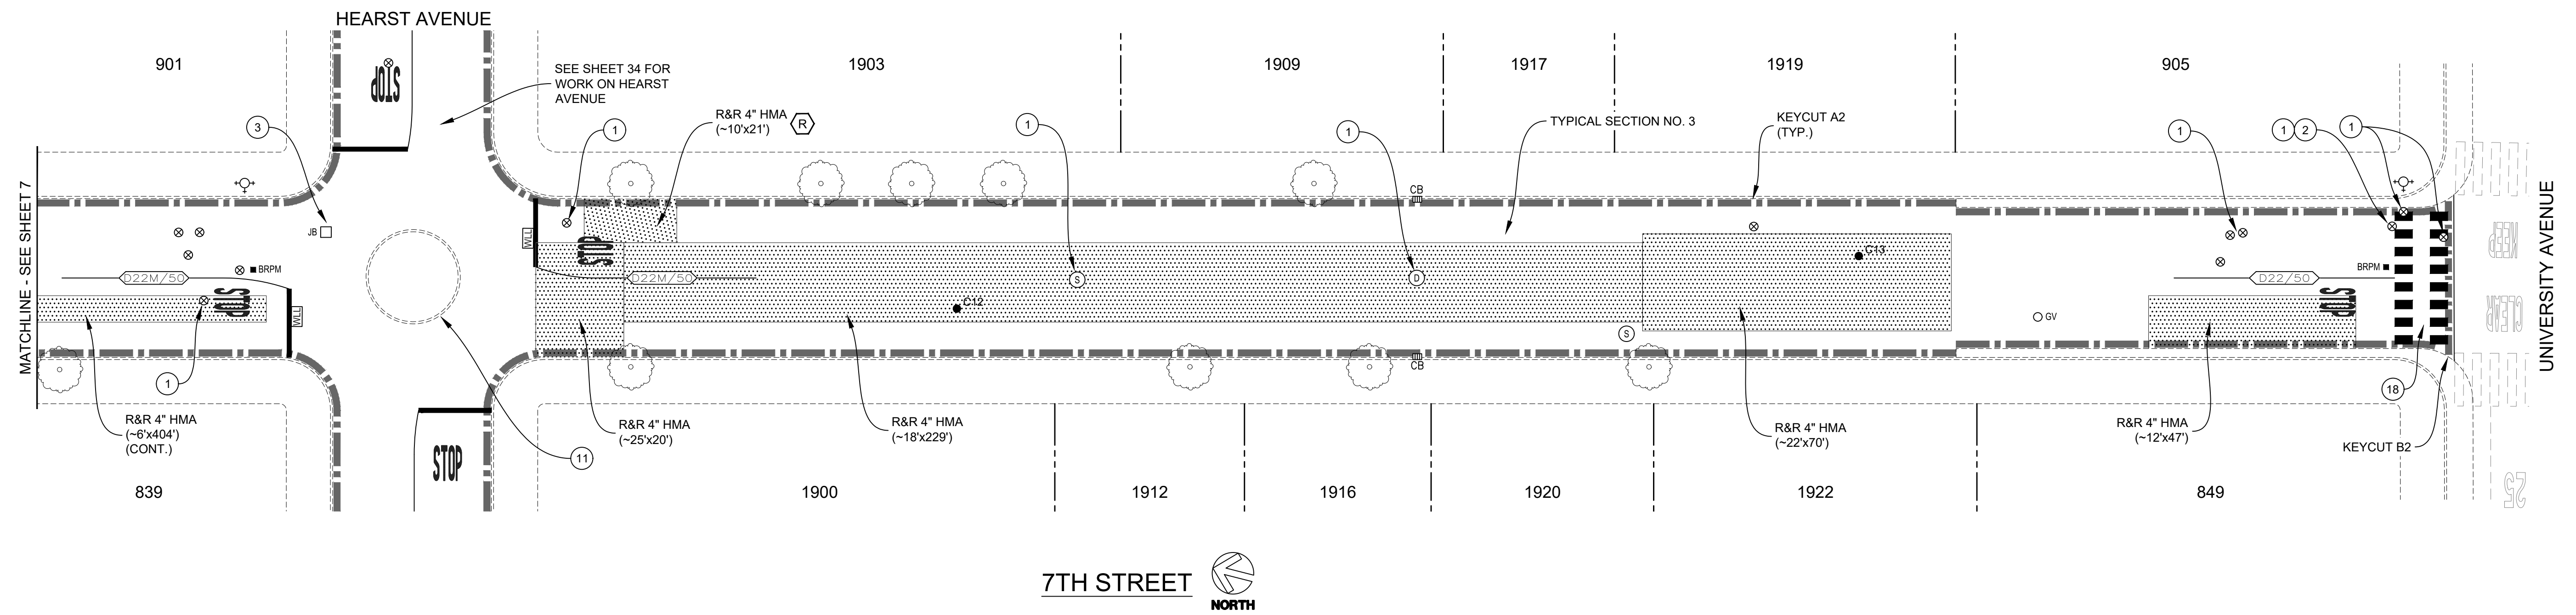 HEARST AVENUE
901
1903
1909
1917
1919
905
STOP
SEE SHEET 34 FOR
WORK ON HEARST
AVENUE
R&R 4" HMA
(~10'x21')
R
3
1
1
1
TYPICAL SECTION NO. 3
KEYCUT A2
(TYP.)
1
1
2
1
MATCHLINE - SEE SHEET 7
JB
WLL
STOP
CB
KEEP
UNIVERSITY AVENUE
BRPM
D22M/50
D22M/50
S
D
C13
BRPM
D22/50
STOP
WLL
C12
S
GV
STOP
CLEAR
CB
1
R&R 4" HMA
(~6'x404')
(CONT.)
11
R&R 4" HMA
(~25'x20')
R&R 4" HMA
(~18'x229')
R&R 4" HMA
(~22'x70')
R&R 4" HMA
(~12'x47')
18
KEYCUT B2
STOP
25
839
1900
1912
1916
1920
1922
849
7TH STREET
NORTH